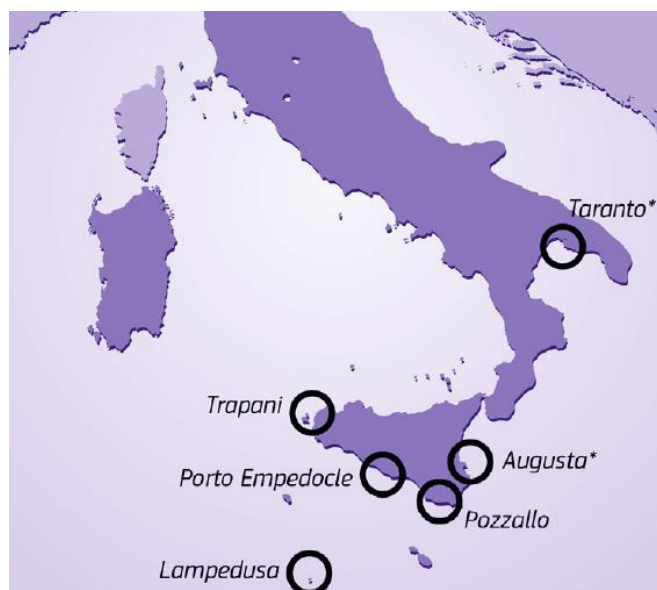 Taranto*
Trapani
Augusta*
Porto Empedocle
Pozzallo
Lampedusa